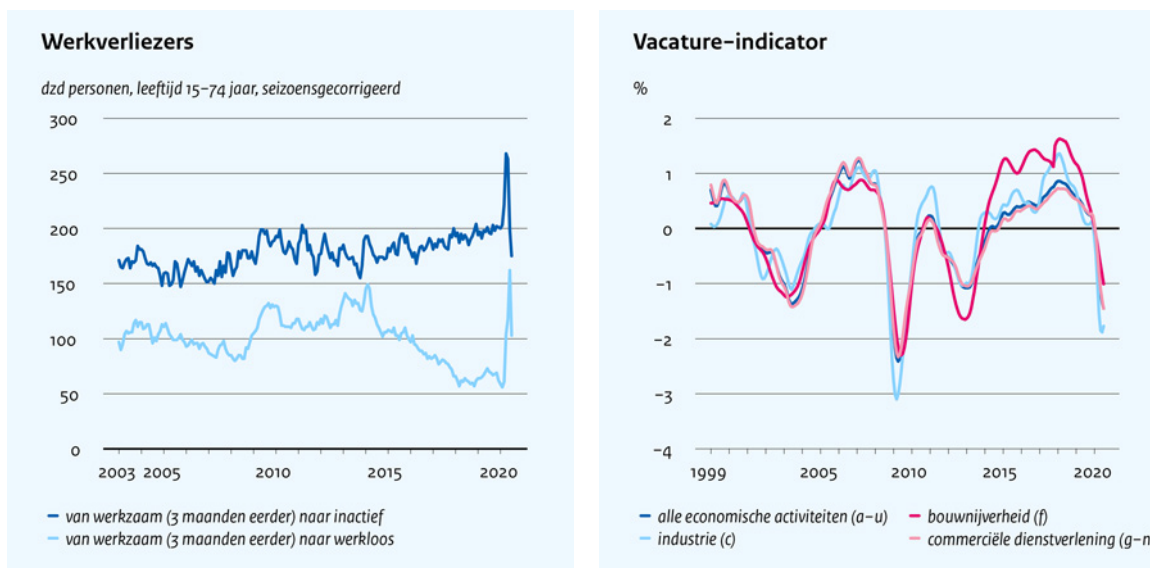 Werkverliezers
dzd personen, leeftijd 15–74 jaar, seizoensgecorrigeerd
300
250
200
150
100
50
0
2003 2005 2010 2015 2020
van werkzaam (3 maanden eerder) naar inactief
van werkzaam (3 maanden eerder) naar werkloos
Vacature–indicator
%
2
1
0
–1
–2
–3
–4
1999 2005 2010 2015 2020
alle economische activiteiten (a–u)
bouwnijverheid (f)
industrie (c)
commerciële dienstverlening (g–n